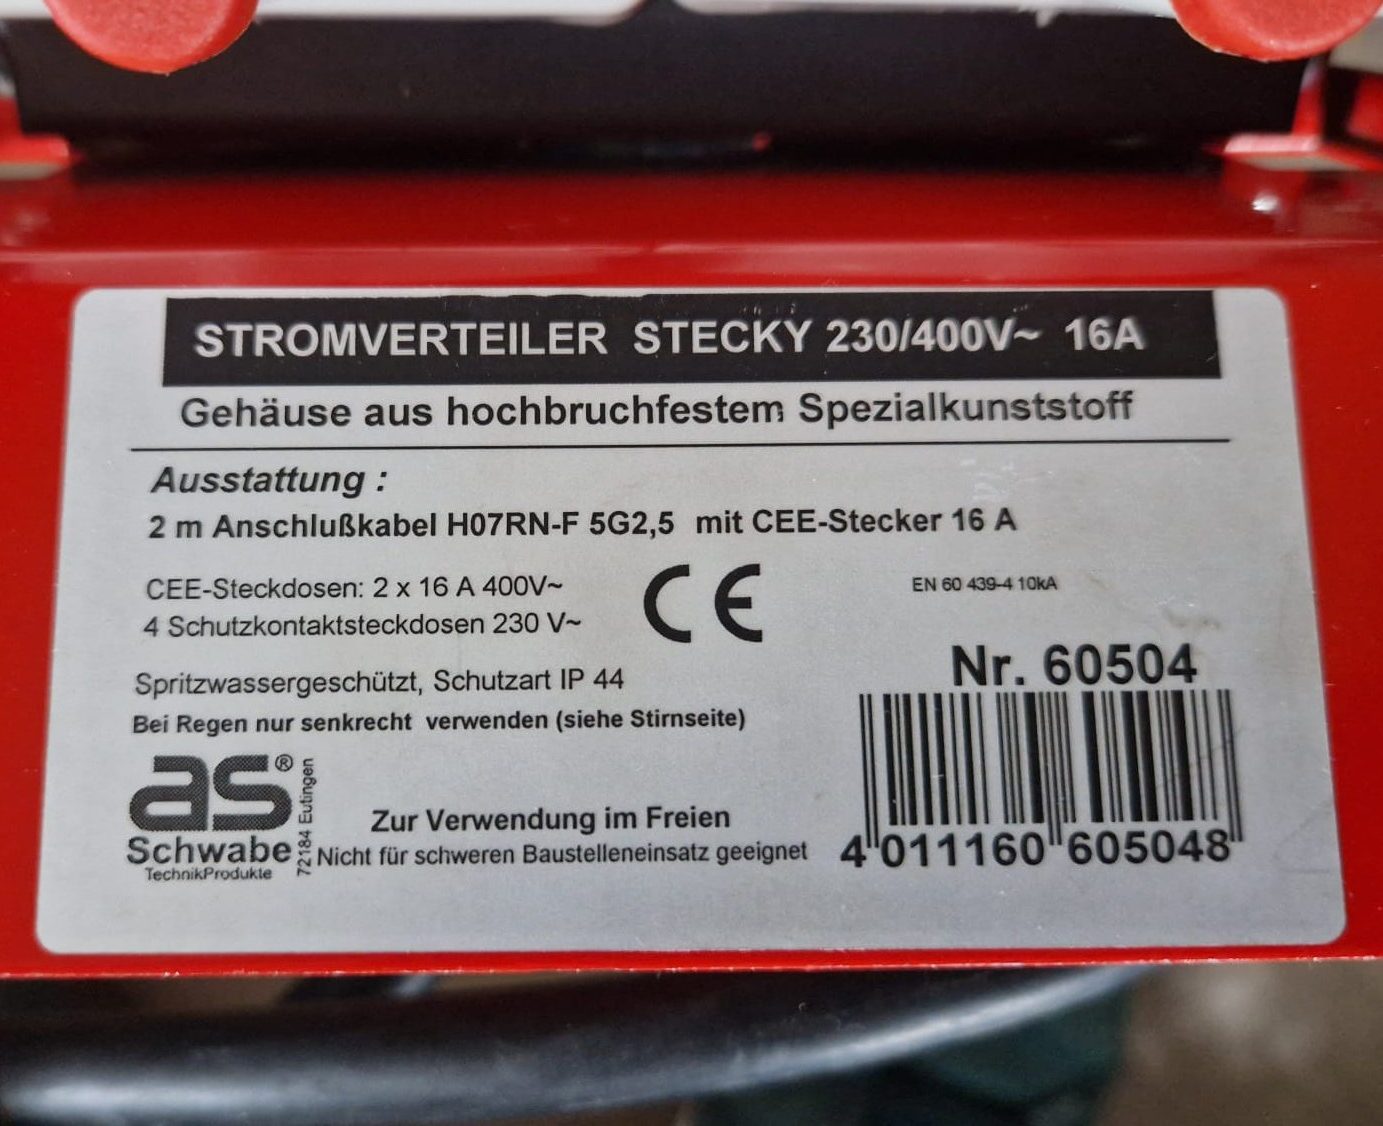 STROMVERTEILER STECKY 230/400V~ 16A
Gehäuse aus hochbruchfestem Spezialkunststoff
Ausstattung :
2 m Anschlußkabel H07RN-F 5G2,5 mit CEE-Stecker 16 A
CEE-Steckdosen: 2 x 16 A 400V~
4 Schutzkontaktsteckdosen 230 V~
CE
EN 60 439-4 10kA
Spritzwassergeschützt, Schutzart IP 44
Bei Regen nur senkrecht verwenden (siehe Stirnseite)
Nr. 60504
4 011160 605048
as®
Schwabe
TechnikProdukte
72184 Eutingen
Zur Verwendung im Freien
Nicht für schweren Baustelleneinsatz geeignet